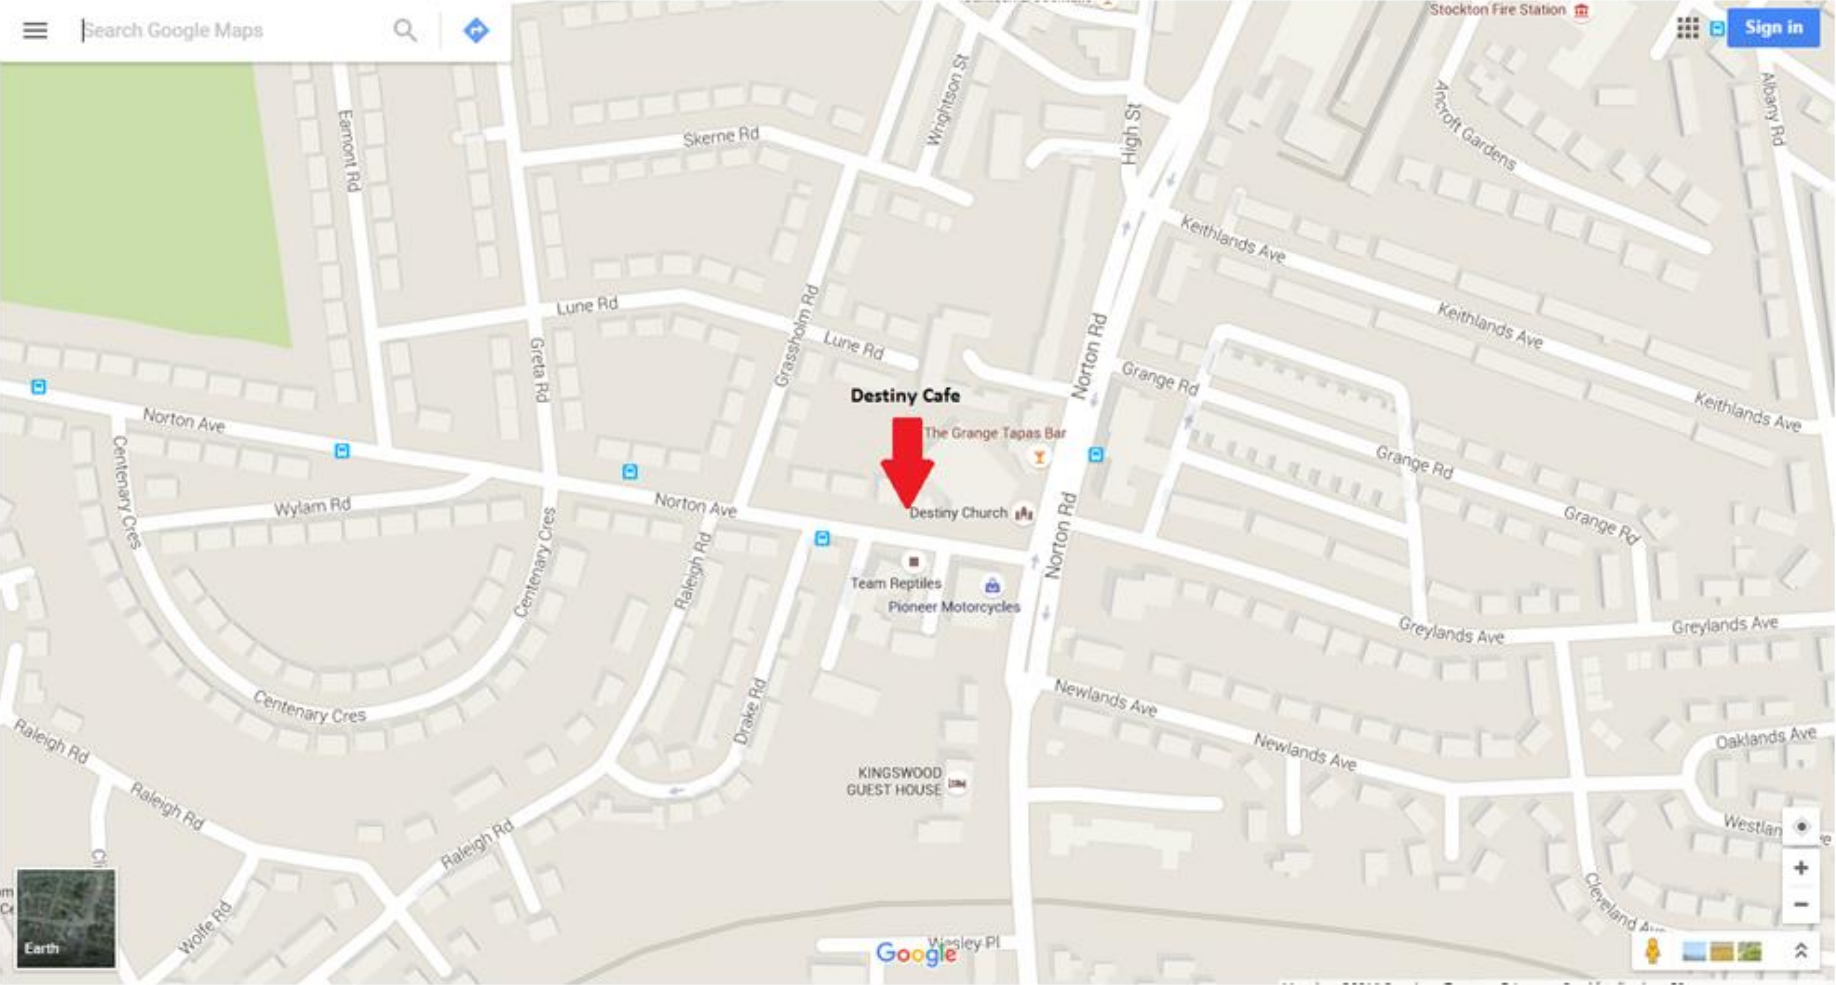 Search Google Maps
Stockton Fire Station
Sign in
Eamont Rd
Skerne Rd
Wrightson St
High St
Ancroft Gardens
Albany Rd
Keithlands Ave
Lune Rd
Greta Rd
Grassholm Rd
Lune Rd
Norton Rd
Keithlands Ave
Grange Rd
Keithlands Ave
Destiny Cafe
The Grange Tapas Bar
Norton Ave
Centenary Cres
Wylam Rd
Norton Ave
Destiny Church
Norton Rd
Grange Rd
Grange Rd
Centenary Cres
Raleigh Rd
Team Reptiles
Pioneer Motorcycles
Greylands Ave
Greylands Ave
Centenary Cres
Drake Rd
Newlands Ave
Newlands Ave
Oaklands Ave
Raleigh Rd
KINGSWOOD
GUEST HOUSE
Raleigh Rd
Raleigh Rd
Wolfe Rd
Cleveland Ave
Earth
Wesley Pl
Google